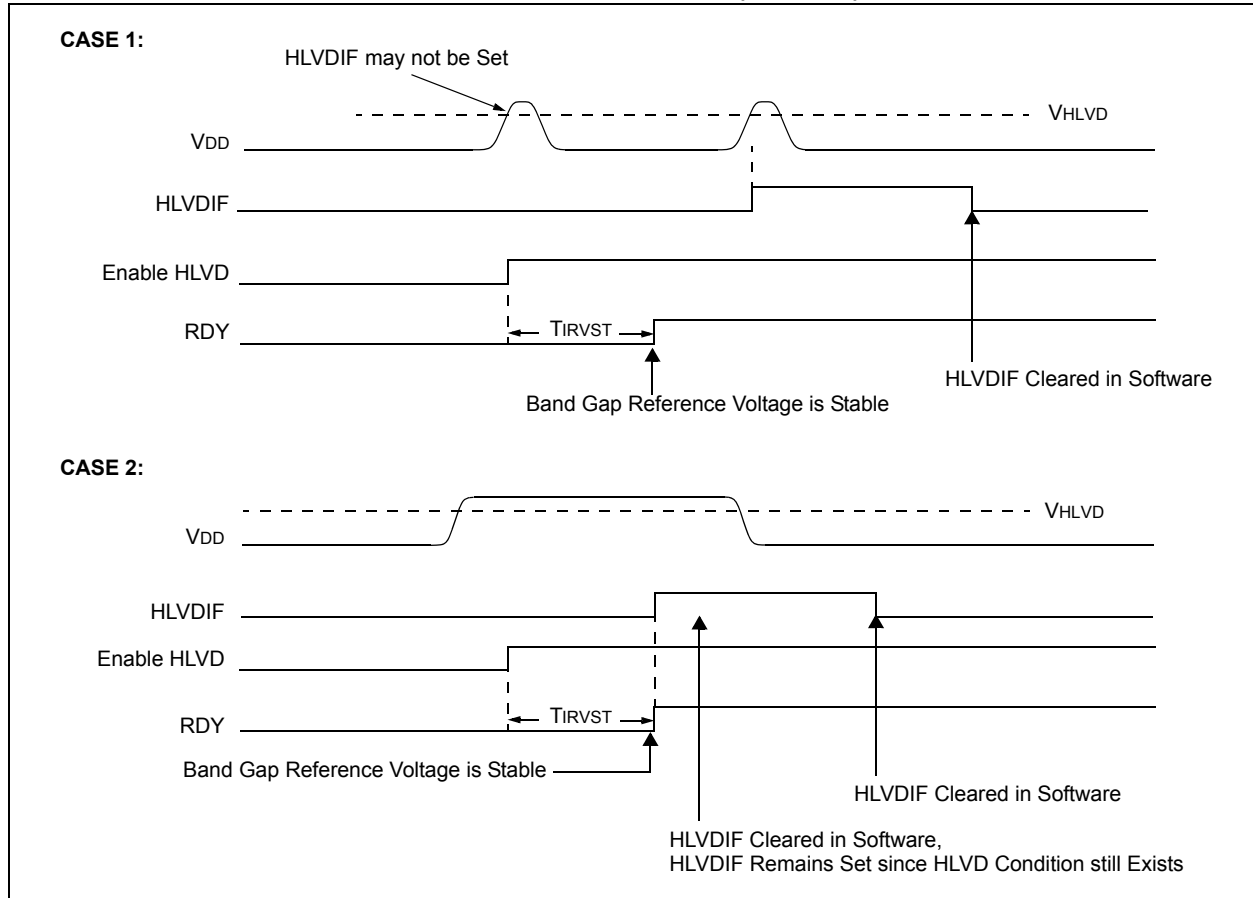 CASE 1:
HLVDIF may not be Set
VHLVD
VDD
HLVDIF
Enable HLVD
TIRVST
RDY
HLVDIF Cleared in Software
Band Gap Reference Voltage is Stable
CASE 2:
VHLVD
VDD
HLVDIF
Enable HLVD
TIRVST
RDY
Band Gap Reference Voltage is Stable
HLVDIF Cleared in Software
HLVDIF Cleared in Software,
HLVDIF Remains Set since HLVD Condition still Exists